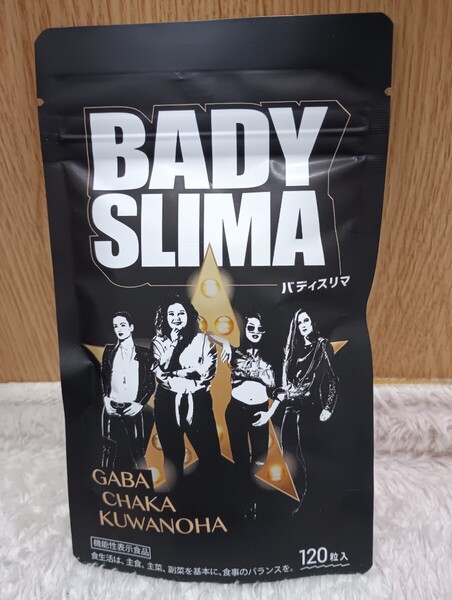 BADY
SLIMA
バディスリマ
GABA
CHAKA
KUWANOHA
機能性表示食品
食生活は、主食、主菜、副菜を基本に、食事のバランスを。
120粒入